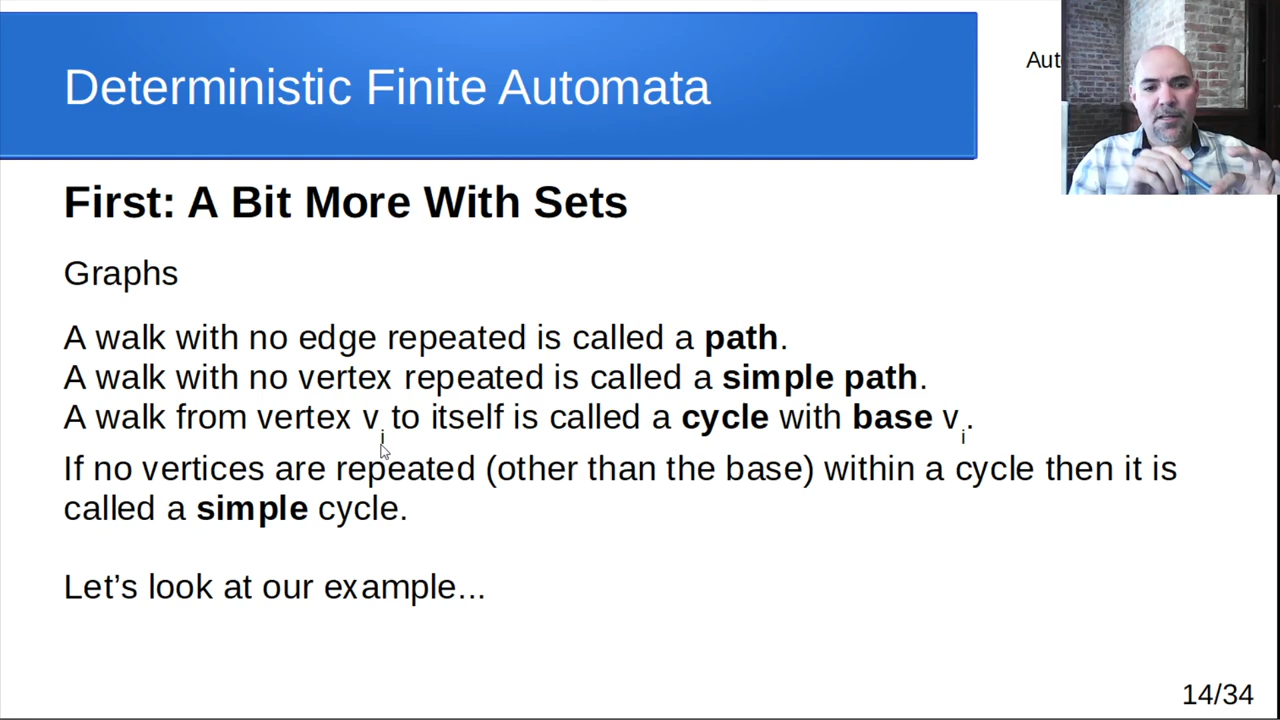 Deterministic Finite Automata
Aut
First: A Bit More With Sets
Graphs
A walk with no edge repeated is called a path.
A walk with no vertex repeated is called a simple path.
A walk from vertex vi to itself is called a cycle with base vi.
If no vertices are repeated (other than the base) within a cycle then it is
called a simple cycle.
Let’s look at our example...
14/34